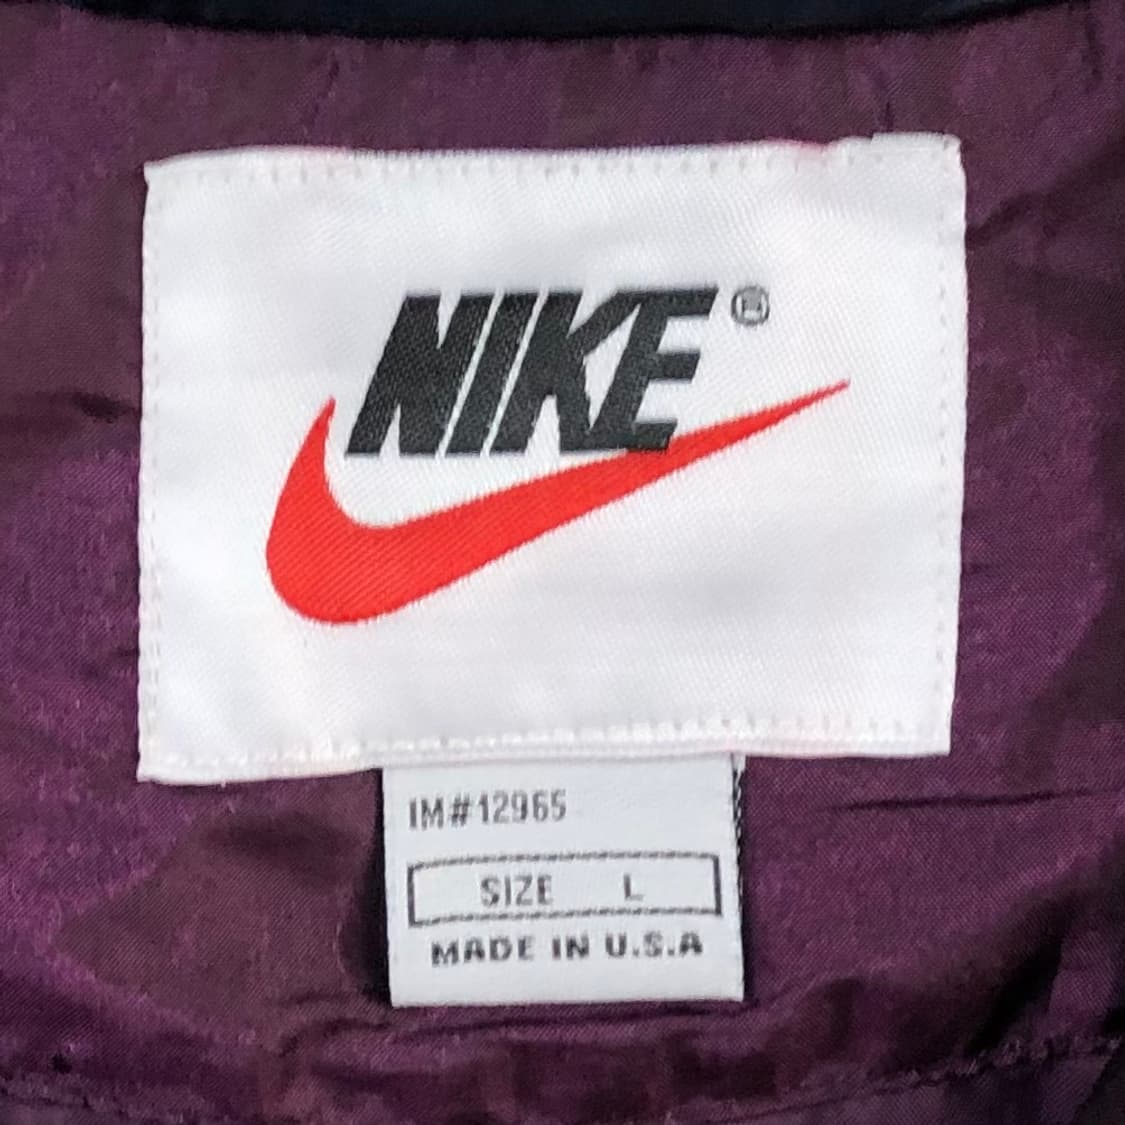 NIKE®
IM#12965
SIZE L
MADE IN U.S.A